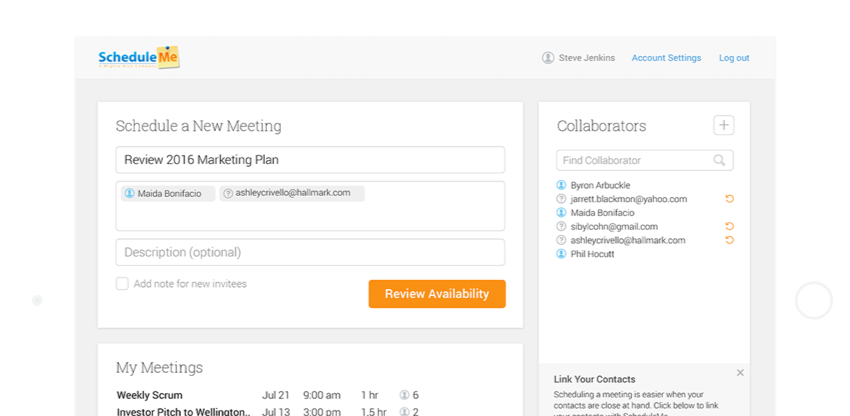 ScheduleMe
Steve Jenkins
Account Settings
Log out
Schedule a New Meeting
Review 2016 Marketing Plan
Maida Bonifacio
ashleycrivello@hallmark.com
Description (optional)
Add note for new invitees
Review Availability
My Meetings
Weekly Scrum Jul 21 9:00 am 1 hr 6
Investor Pitch to Wellington.. Jul 13 3:00 pm 1.5 hr 2
Collaborators
Find Collaborator
Byron Arbuckle
jarrett.blackmon@yahoo.com
Maida Bonifacio
sibylcohn@gmail.com
ashleycrivello@hallmark.com
Phil Hocutt
Link Your Contacts
Scheduling a meeting is easier when your
contacts are close at hand. Click below to link
your contacts with ScheduleMe.